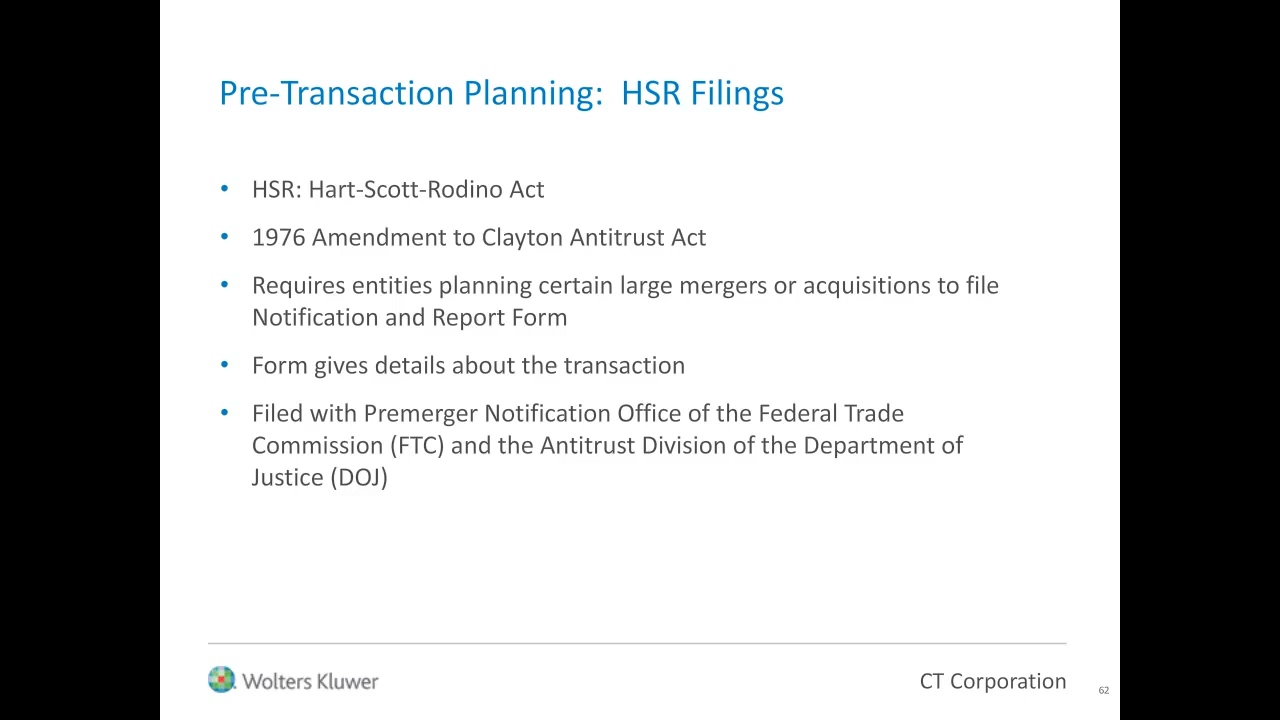 Pre-Transaction Planning: HSR Filings
• HSR: Hart-Scott-Rodino Act
• 1976 Amendment to Clayton Antitrust Act
• Requires entities planning certain large mergers or acquisitions to file
Notification and Report Form
• Form gives details about the transaction
• Filed with Premerger Notification Office of the Federal Trade
Commission (FTC) and the Antitrust Division of the Department of
Justice (DOJ)
Wolters Kluwer
CT Corporation
62